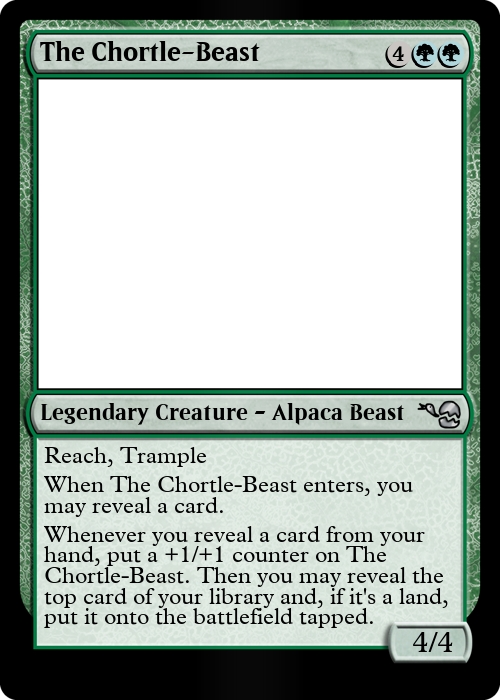 The Chortle-Beast 4
Legendary Creature – Alpaca Beast
Reach, Trample
When The Chortle-Beast enters, you
may reveal a card.
Whenever you reveal a card from your
hand, put a +1/+1 counter on The
Chortle-Beast. Then you may reveal the
top card of your library and, if it's a land,
put it onto the battlefield tapped.
4/4